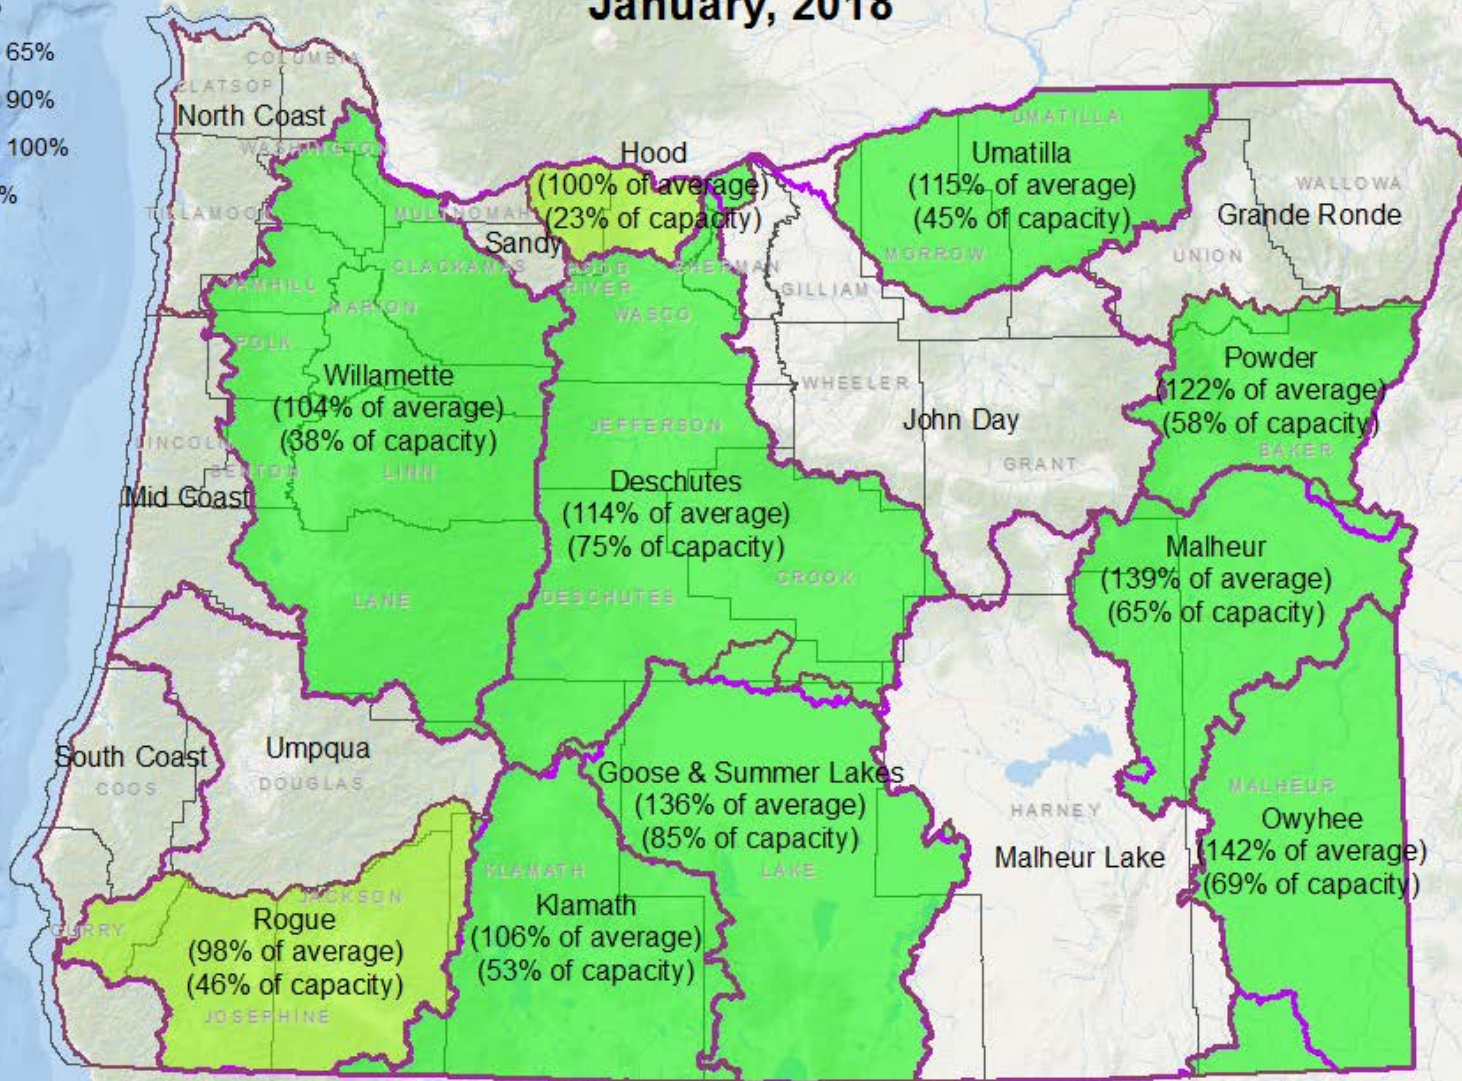 January, 2018
65%
90%
100%
%
COLUMBIA
CLATSOP
North Coast
WASHINGTON
TILLAMOOK
MULTNOMAH
Hood
(100% of average)
(23% of capacity)
Sandy
HOOD
RIVER
SHERMAN
UMATILLA
Umatilla
(115% of average)
(45% of capacity)
MORROW
WALLOWA
Grande Ronde
UNION
CLACKAMAS
YAMHILL
MARION
WASCO
GILLIAM
POLK
Willamette
(104% of average)
(38% of capacity)
LINCOLN
BENTON
LINN
Mid Coast
JEFFERSON
WHEELER
John Day
GRANT
Powder
(122% of average)
(58% of capacity)
BAKER
Deschutes
(114% of average)
(75% of capacity)
CROOK
DESCHUTES
LANE
Malheur
(139% of average)
(65% of capacity)
South Coast
COOS
Umpqua
DOUGLAS
Goose & Summer Lakes
(136% of average)
(85% of capacity)
LAKE
HARNEY
Malheur Lake
MALHEUR
Owyhee
(142% of average)
(69% of capacity)
KLAMATH
Klamath
(106% of average)
(53% of capacity)
JACKSON
CURRY
Rogue
(98% of average)
(46% of capacity)
JOSEPHINE